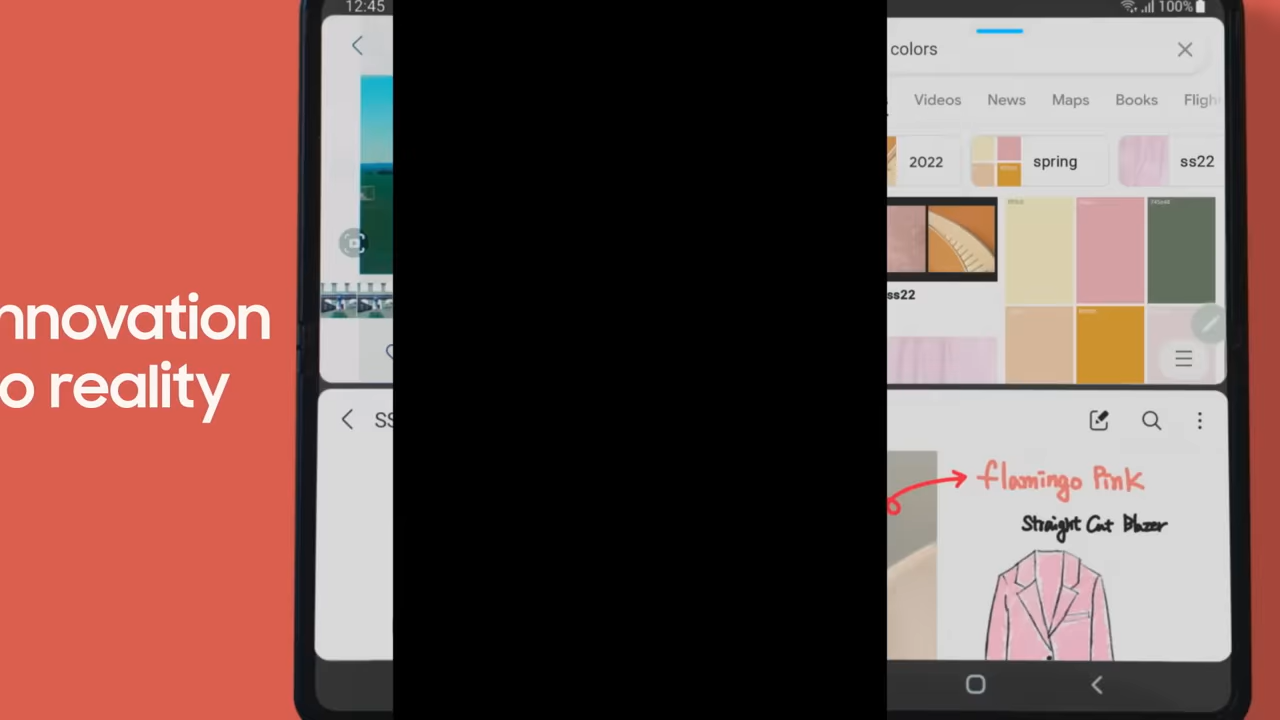 12:45
100%
nnovation
o reality
colors
Videos News Maps Books Fligh
2022
spring
ss22
ss22
SS
flamingo Pink
Straight Cut Blazer